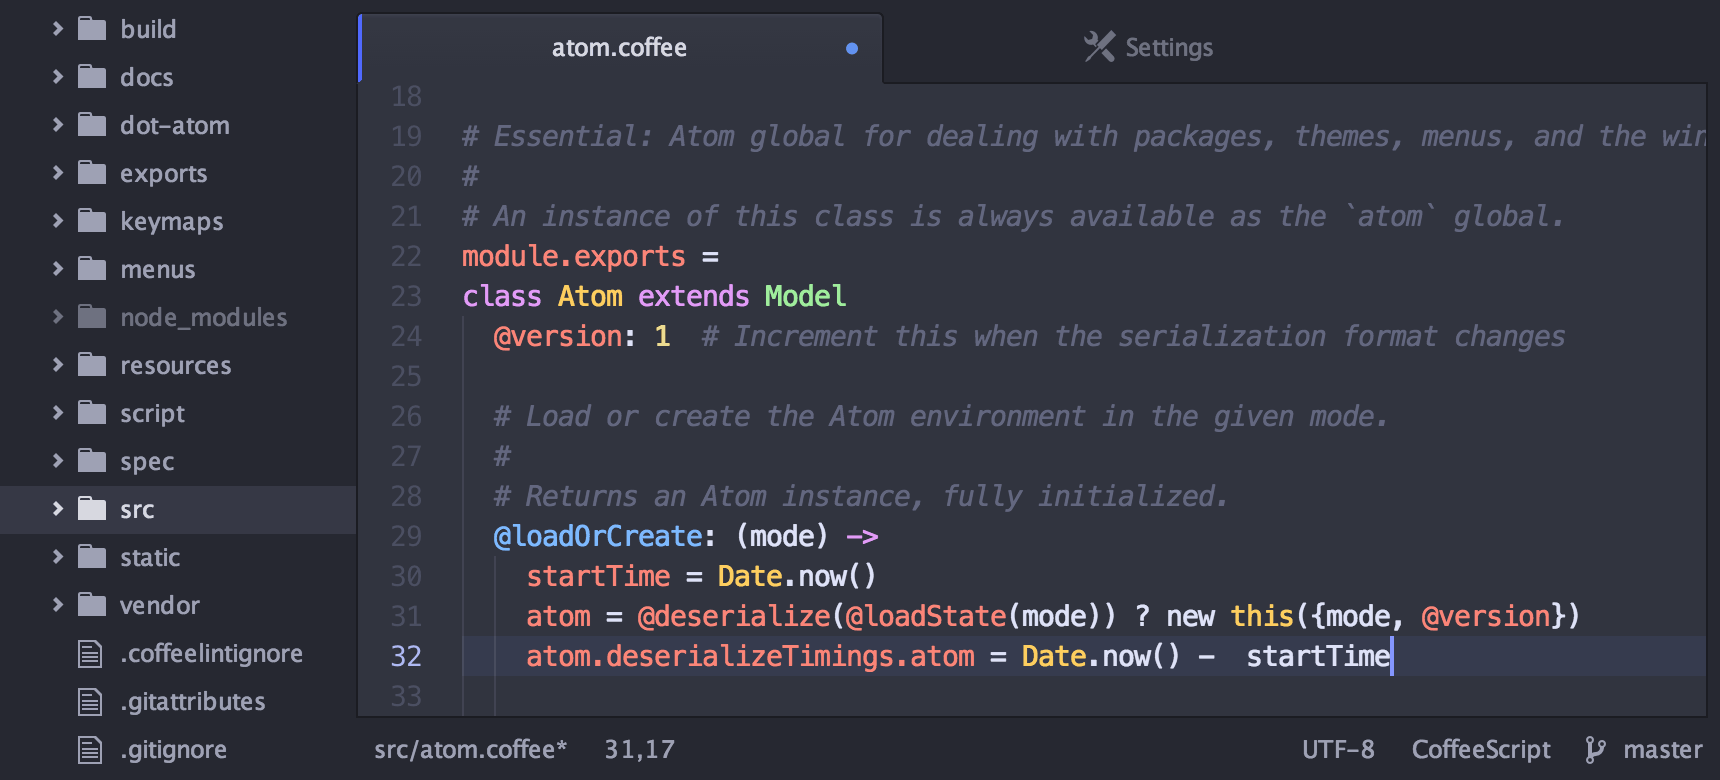 build
docs
dot-atom
exports
keymaps
menus
node_modules
resources
script
spec
src
static
vendor
.coffeelintignore
.gitattributes
.gitignore
atom.coffee
Settings
18
19 # Essential: Atom global for dealing with packages, themes, menus, and the win
20 #
21 # An instance of this class is always available as the `atom` global.
22 module.exports =
23 class Atom extends Model
24 @version: 1 # Increment this when the serialization format changes
25
26 # Load or create the Atom environment in the given mode.
27 #
28 # Returns an Atom instance, fully initialized.
29 @loadOrCreate: (mode) ->
30 startTime = Date.now()
31 atom = @deserialize(@loadState(mode)) ? new this({mode, @version})
32 atom.deserializeTimings.atom = Date.now() -  startTime
33
src/atom.coffee* 31,17 UTF-8 CoffeeScript master